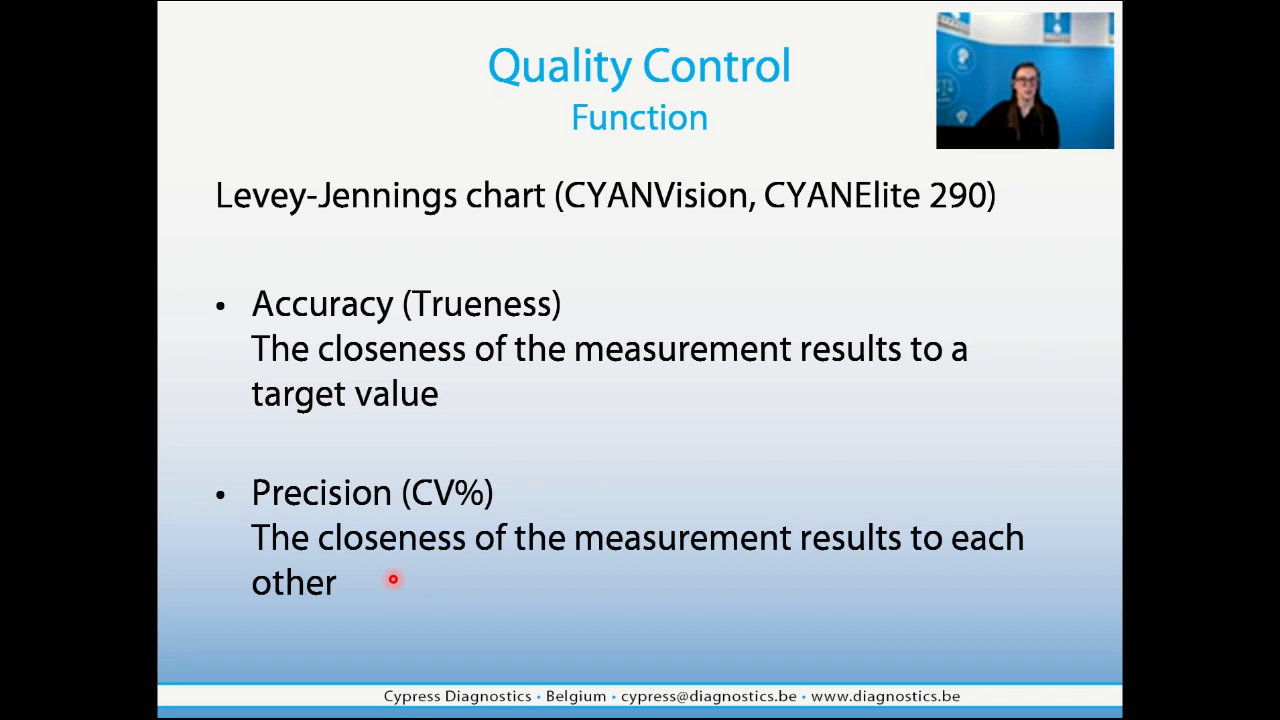 Quality Control
Function
Levey-Jennings chart (CYANVision, CYANElite 290)
• Accuracy (Trueness)
The closeness of the measurement results to a
target value
• Precision (CV%)
The closeness of the measurement results to each
other
Cypress Diagnostics • Belgium • cypress@diagnostics.be • www.diagnostics.be